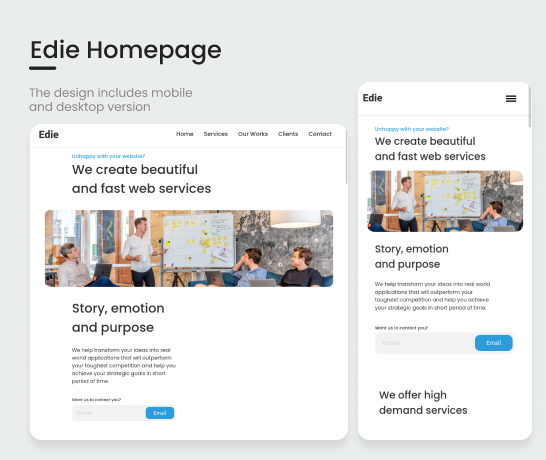 Edie Homepage
The design includes mobile
and desktop version
Edie
Home Services Our Works Clients Contact
Unhappy with your website?
We create beautiful
and fast web services
Story, emotion
and purpose
We help transform your ideas into real
world applications that will outperform
your toughest competition and help you
achieve your strategic goals in short
period of time.
Want us to contact you?
Email
Email
Edie
Unhappy with your website?
We create beautiful
and fast web services
Story, emotion
and purpose
We help transform your ideas into real world
applications that will outperform your
toughest competition and help you achieve
your strategic goals in short period of time.
Want us to contact you?
Email
Email
We offer high
demand services